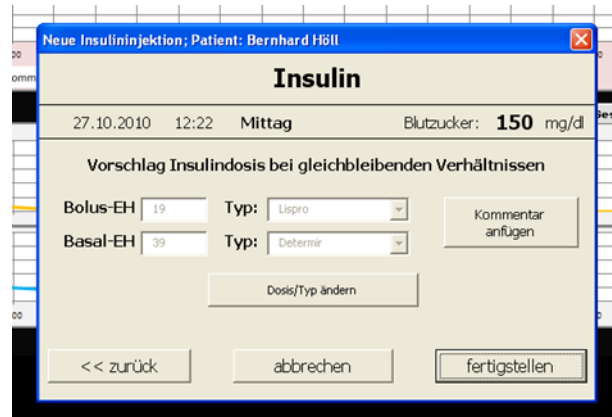 Neue Insulininjektion; Patient: Bernhard Höll
Insulin
27.10.2010 12:22 Mittag Blutzucker: 150 mg/dl
Vorschlag Insulindosis bei gleichbleibenden Verhältnissen
Bolus-EH 19 Typ: Lispro
Kommentar
anfügen
Basal-EH 39 Typ: Determir
Dosis/Typ ändern
<< zurück abbrechen fertigstellen